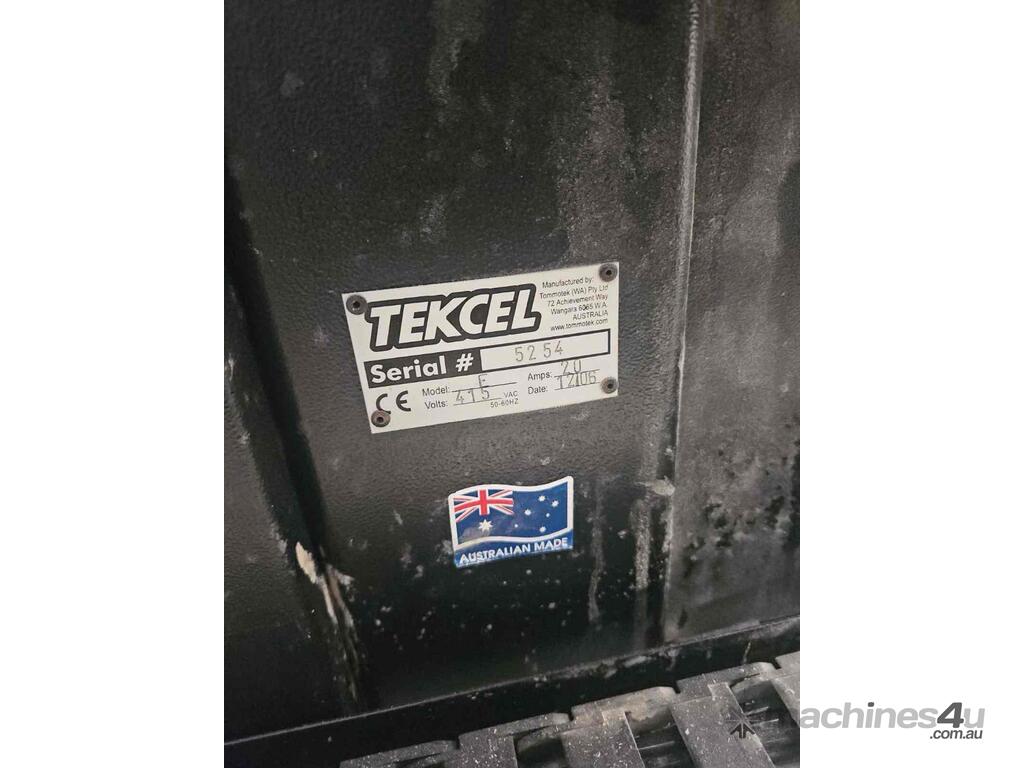 TEKCEL
Manufactured by:
Tommotek (WA) Pty Ltd
72 Achievement Way
Wangara 6065 W.A.
AUSTRALIA
www.tommotek.com
Serial # 5254
Model: E Amps: 20
CE Volts: 415 VAC 50-60HZ Date: 12/06
AUSTRALIAN MADE
machines4u
.com.au